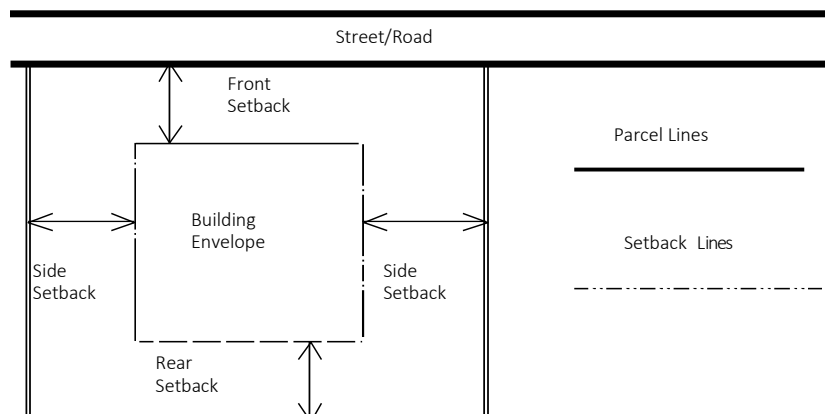 Street/Road
Front
Setback
Parcel Lines
Building
Envelope
Setback Lines
Side
Setback
Side
Setback
Rear
Setback